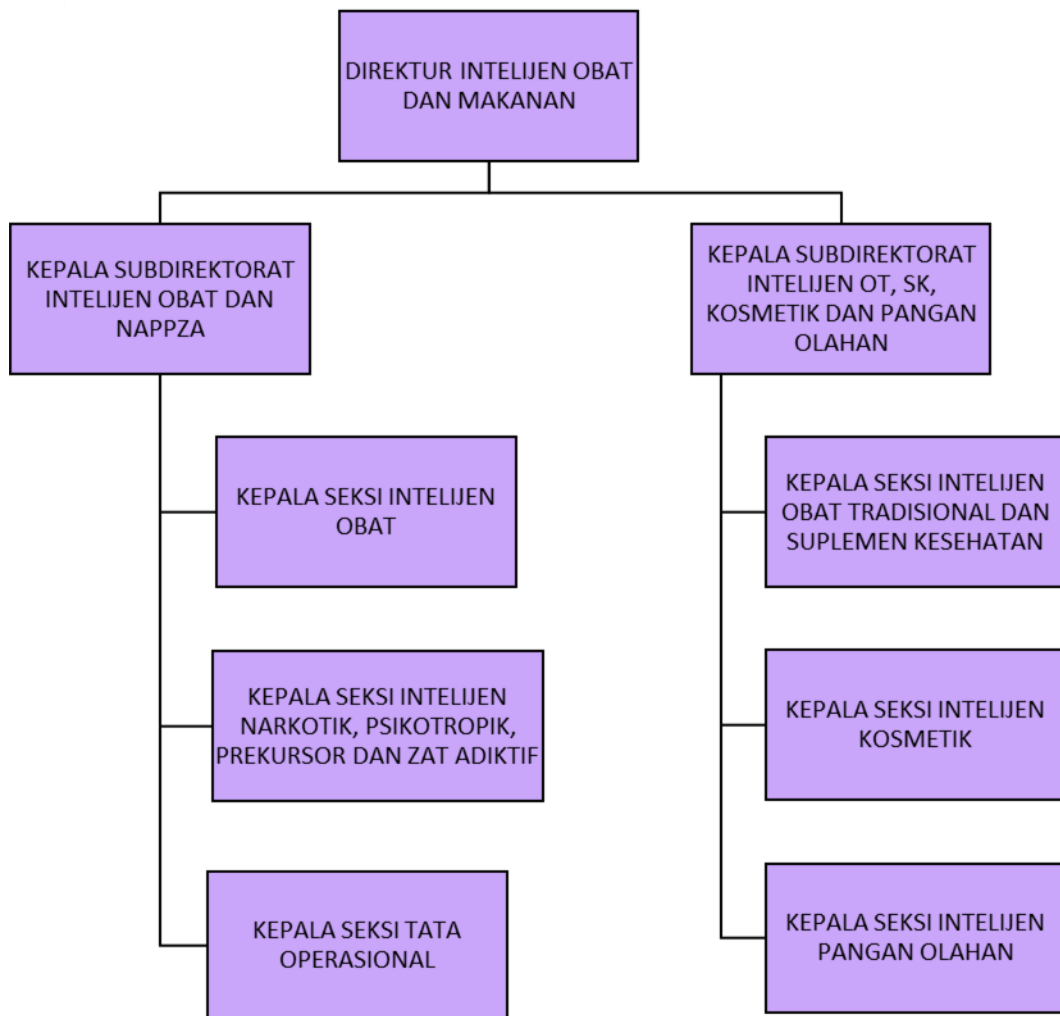 DIREKTUR INTELIJEN OBAT
DAN MAKANAN
KEPALA SUBDIREKTORAT
INTELIJEN OBAT DAN
NAPPZA
KEPALA SUBDIREKTORAT
INTELIJEN OT, SK,
KOSMETIK DAN PANGAN
OLAHAN
KEPALA SEKSI INTELIJEN
OBAT
KEPALA SEKSI INTELIJEN
NARKOTIK, PSIKOTROPIK,
PREKURSOR DAN ZAT ADIKTIF
KEPALA SEKSI TATA
OPERASIONAL
KEPALA SEKSI INTELIJEN
OBAT TRADISIONAL DAN
SUPLEMEN KESEHATAN
KEPALA SEKSI INTELIJEN
KOSMETIK
KEPALA SEKSI INTELIJEN
PANGAN OLAHAN